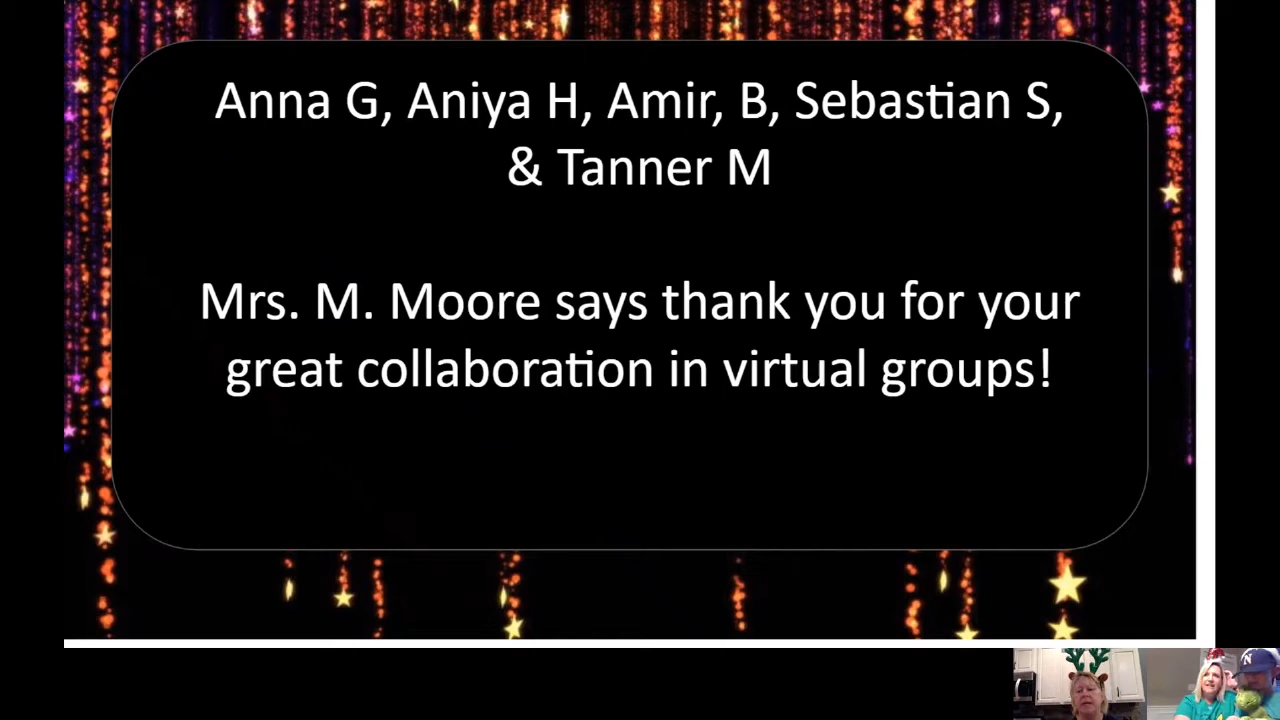 Anna G, Aniya H, Amir, B, Sebastian S,
& Tanner M
Mrs. M. Moore says thank you for your
great collaboration in virtual groups!
N